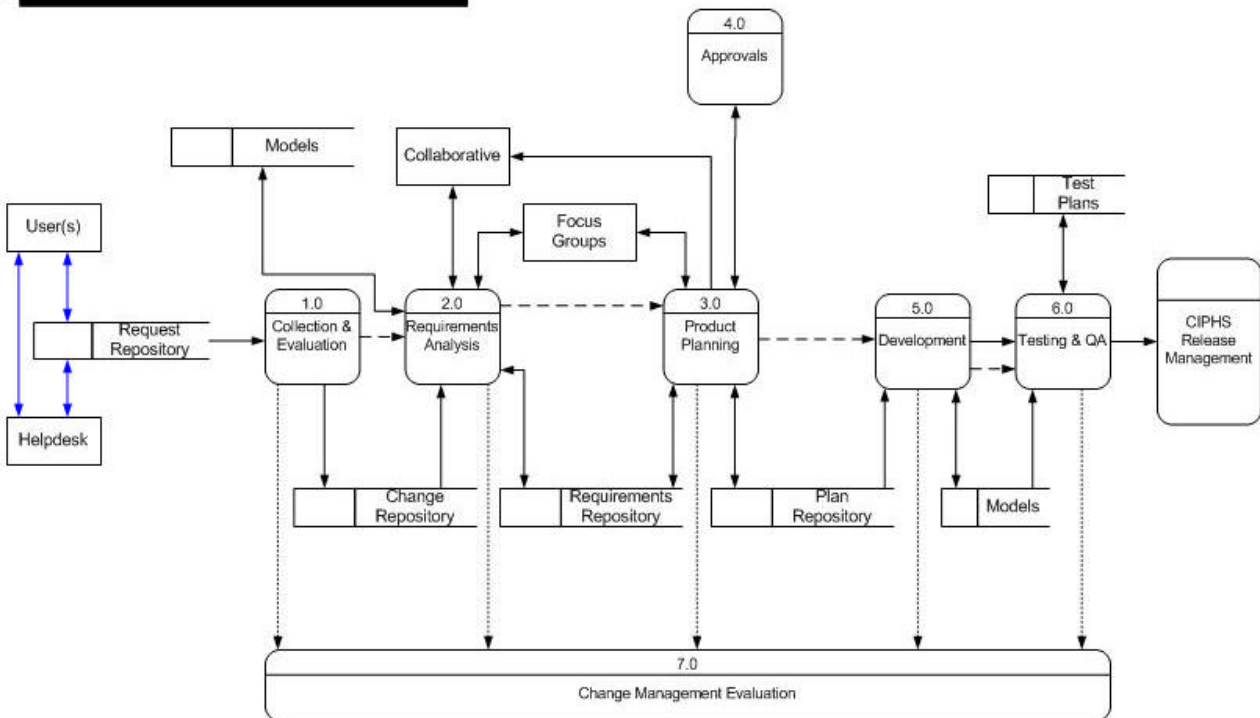 4.0
Approvals
Models
Collaborative
Test
Plans
User(s)
Focus
Groups
1.0
Collection &
Evaluation
2.0
Requirements
Analysis
3.0
Product
Planning
5.0
Development
6.0
Testing & QA
CIPHS
Release
Management
Request
Repository
Helpdesk
Change
Repository
Requirements
Repository
Plan
Repository
Models
7.0
Change Management Evaluation